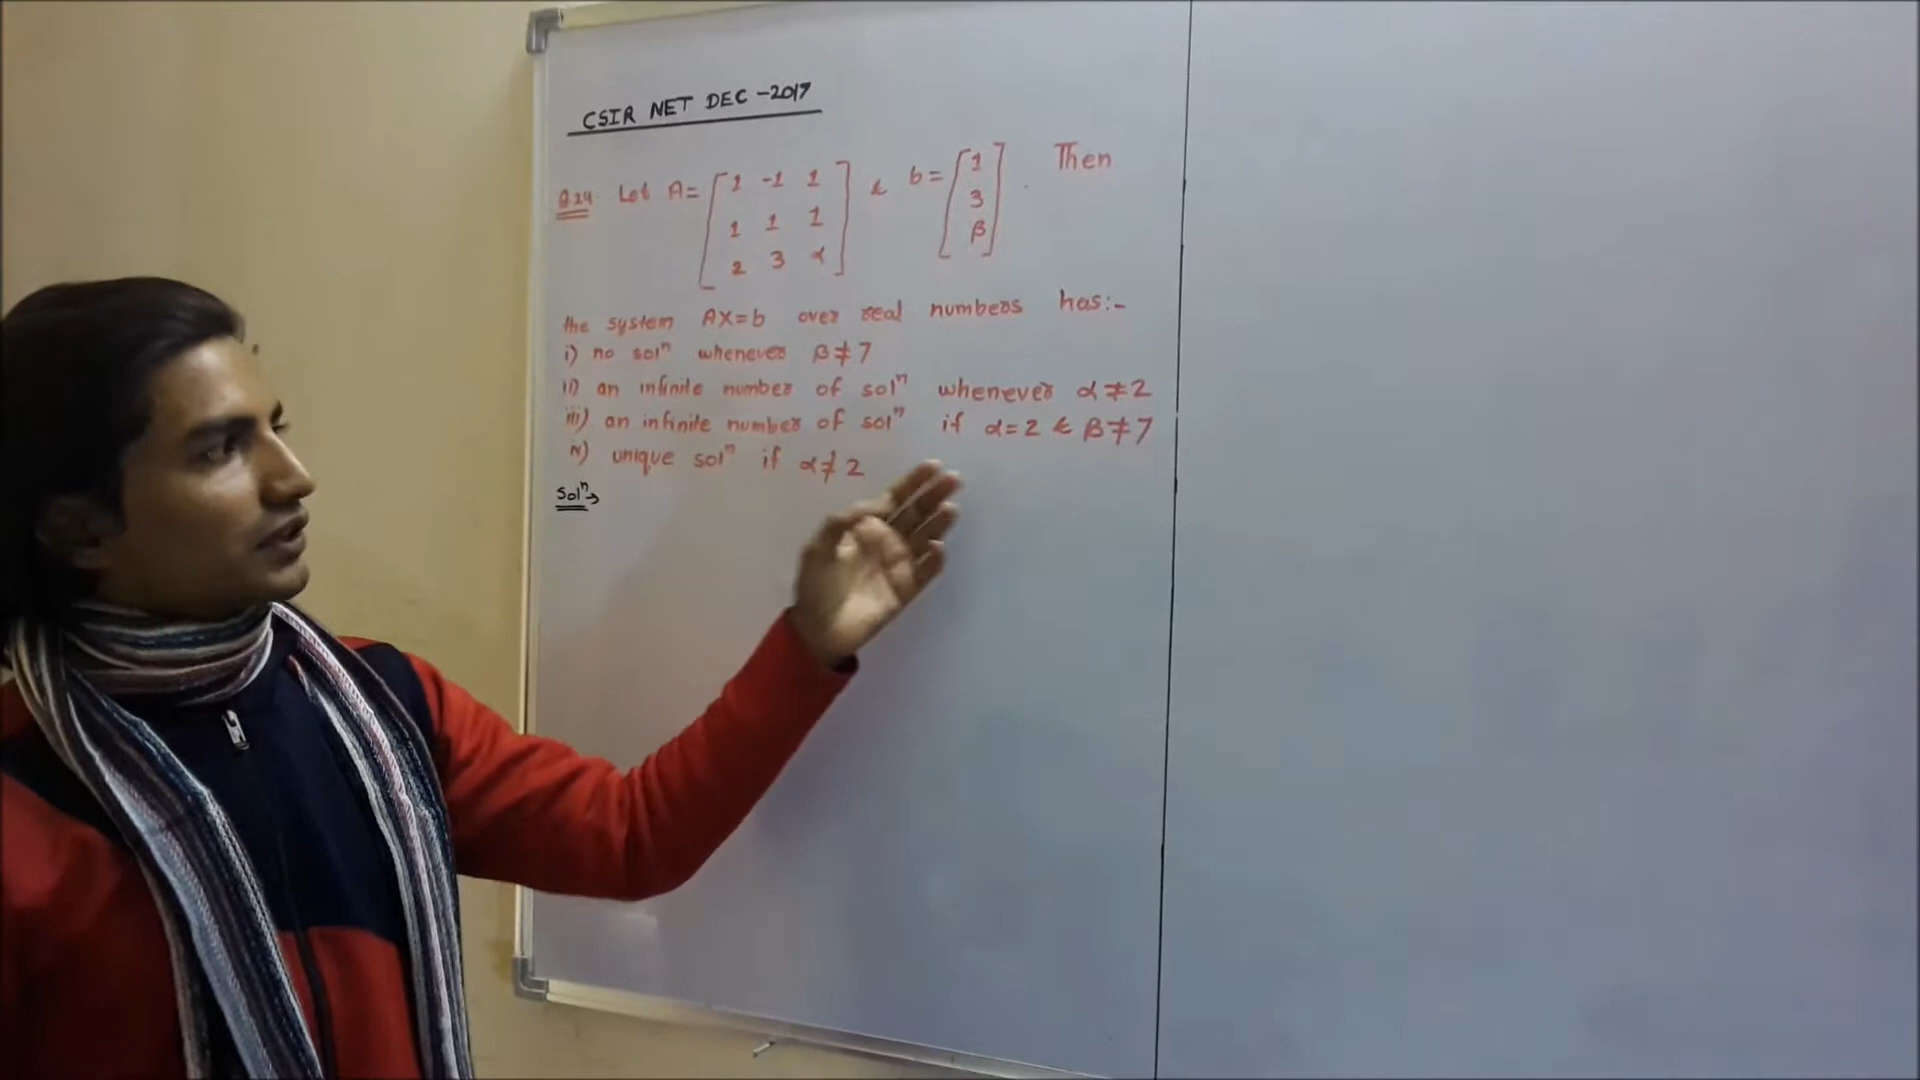 CSIR NET DEC-2017
Q24. Let A= [1 -1 1 & b= [1 . Then
1 1 1 3
2 3 α] β]
the system AX=b over real numbers has:-
i) no solⁿ whenever β≠7
ii) an infinite number of solⁿ whenever α≠2
iii) an infinite number of solⁿ if α=2 & β≠7
iv) unique solⁿ if α≠2
Solⁿ→